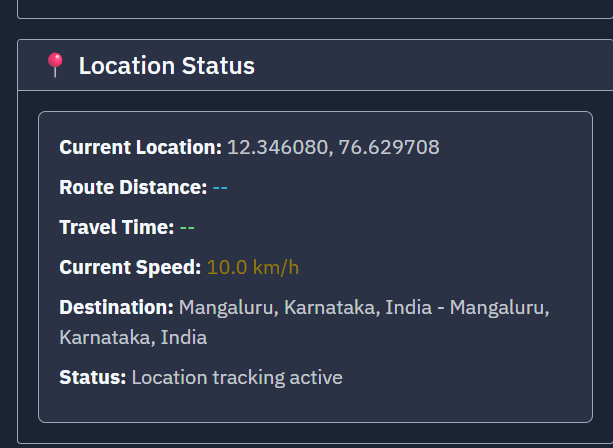 📍 Location Status
Current Location: 12.346080, 76.629708
Route Distance: --
Travel Time: --
Current Speed: 10.0 km/h
Destination: Mangaluru, Karnataka, India - Mangaluru,
Karnataka, India
Status: Location tracking active